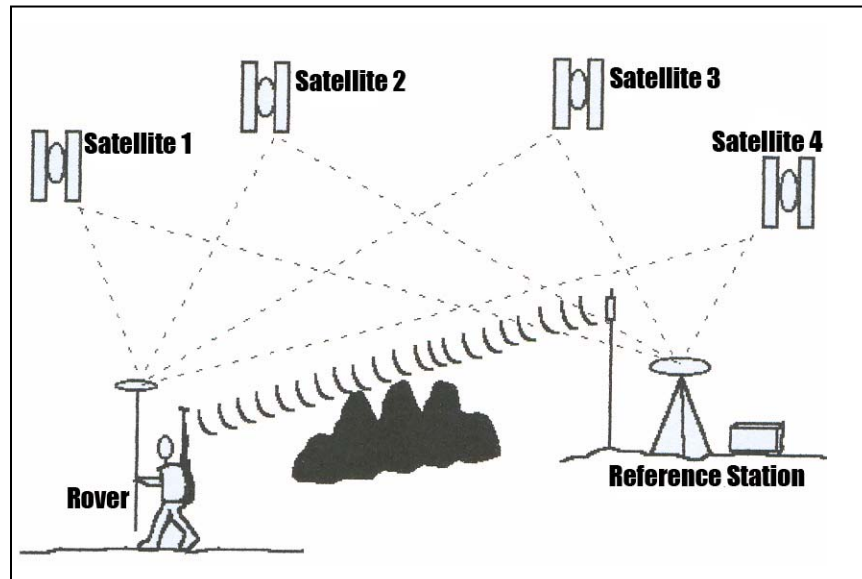 Satellite 1
Satellite 2
Satellite 3
Satellite 4
Rover
Reference Station